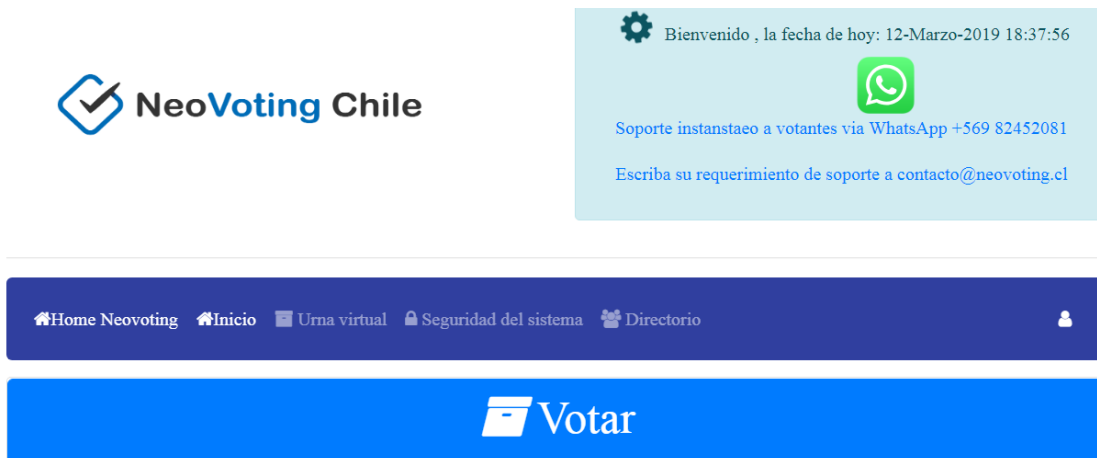 NeoVoting Chile
Bienvenido , la fecha de hoy: 12-Marzo-2019 18:37:56
Soporte instanstaeo a votantes via WhatsApp +569 82452081
Escriba su requerimiento de soporte a contacto@neovoting.cl
Home Neovoting Inicio Urna virtual Seguridad del sistema Directorio
Votar